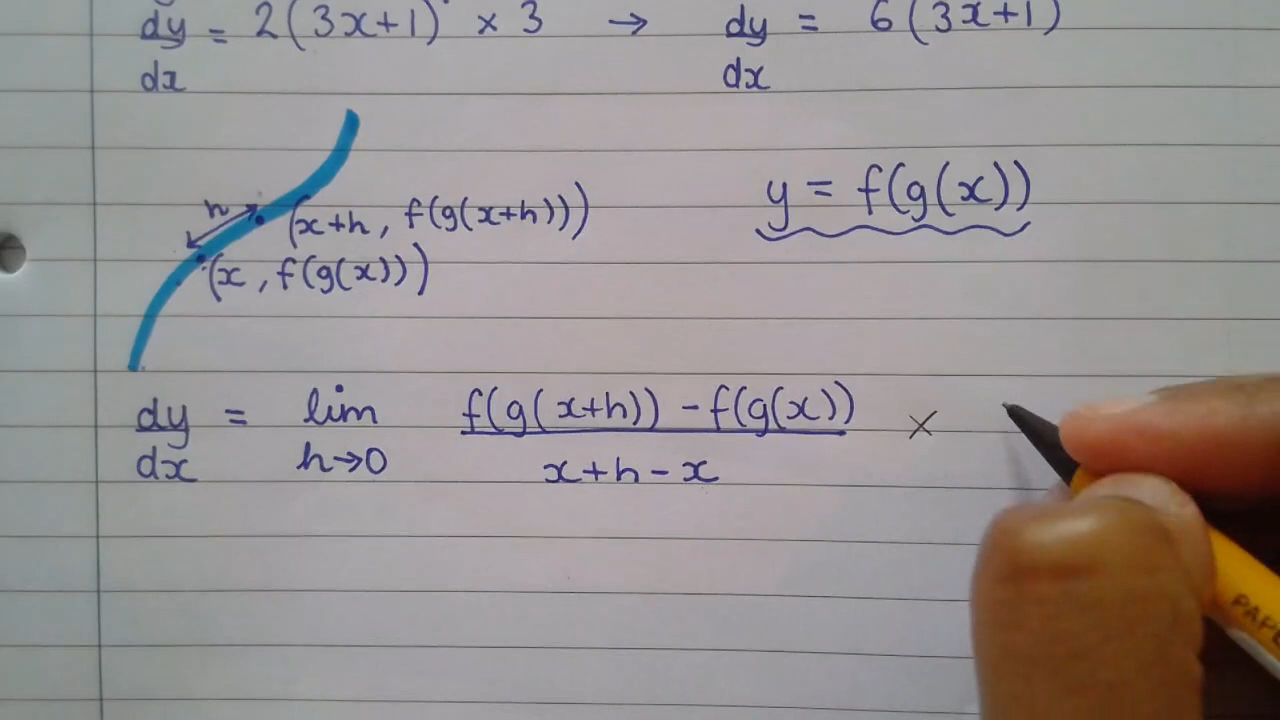 dy/dx = 2(3x+1) × 3 → dy/dx = 6(3x+1)
h (x+h, f(g(x+h)))
(x, f(g(x)))
y = f(g(x))
dy/dx = lim h→0 f(g(x+h)) - f(g(x)) / x+h-x ×